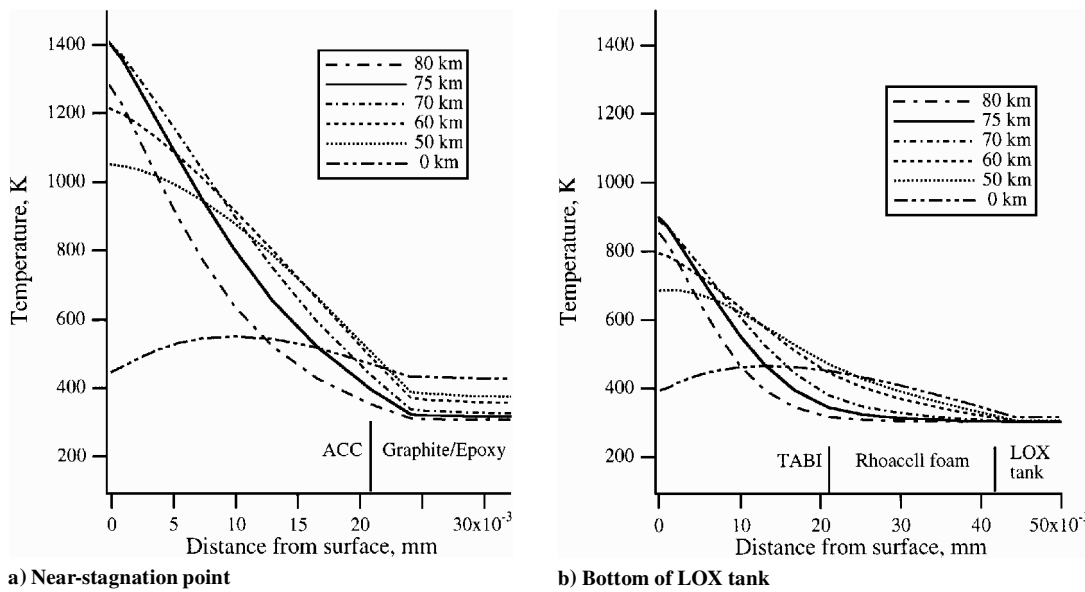 1400
1200
1000
800
600
400
200
Temperature, K
80 km
75 km
70 km
60 km
50 km
0 km
ACC
Graphite/Epoxy
0 5 10 15 20 30x10⁻³
Distance from surface, mm
a) Near-stagnation point
1400
1200
1000
800
600
400
200
Temperature, K
80 km
75 km
70 km
60 km
50 km
0 km
TABI
Rhoacell foam
LOX
tank
0 10 20 30 40 50x10⁻³
Distance from surface, mm
b) Bottom of LOX tank